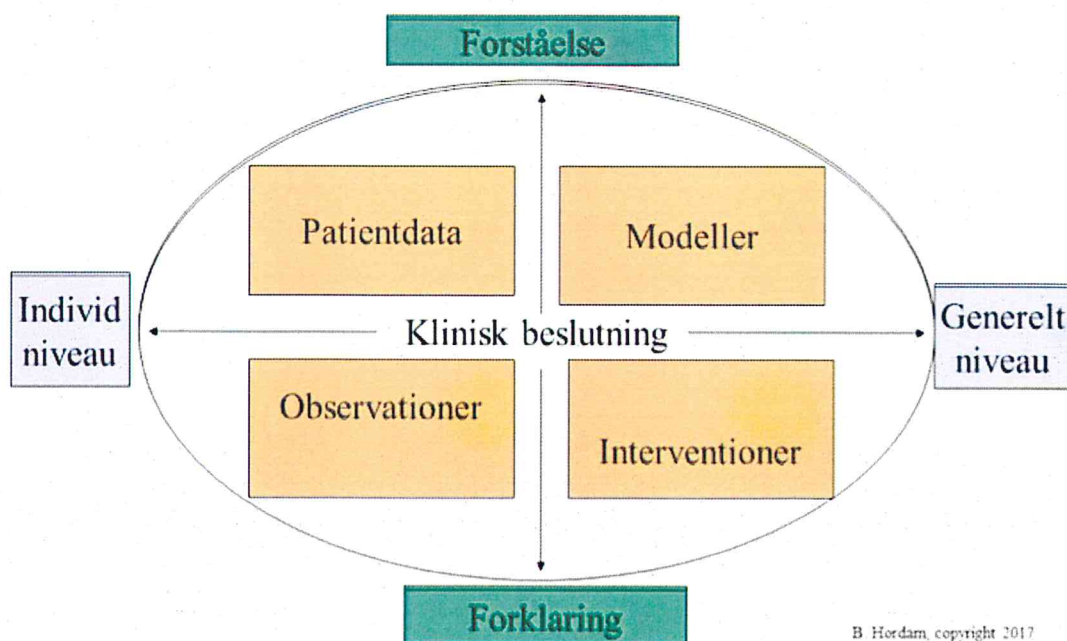 Forståelse
Patientdata
Modeller
Individ
niveau
Klinisk beslutning
Generelt
niveau
Observationer
Interventioner
Forklaring
B Hordam, copyright 2017